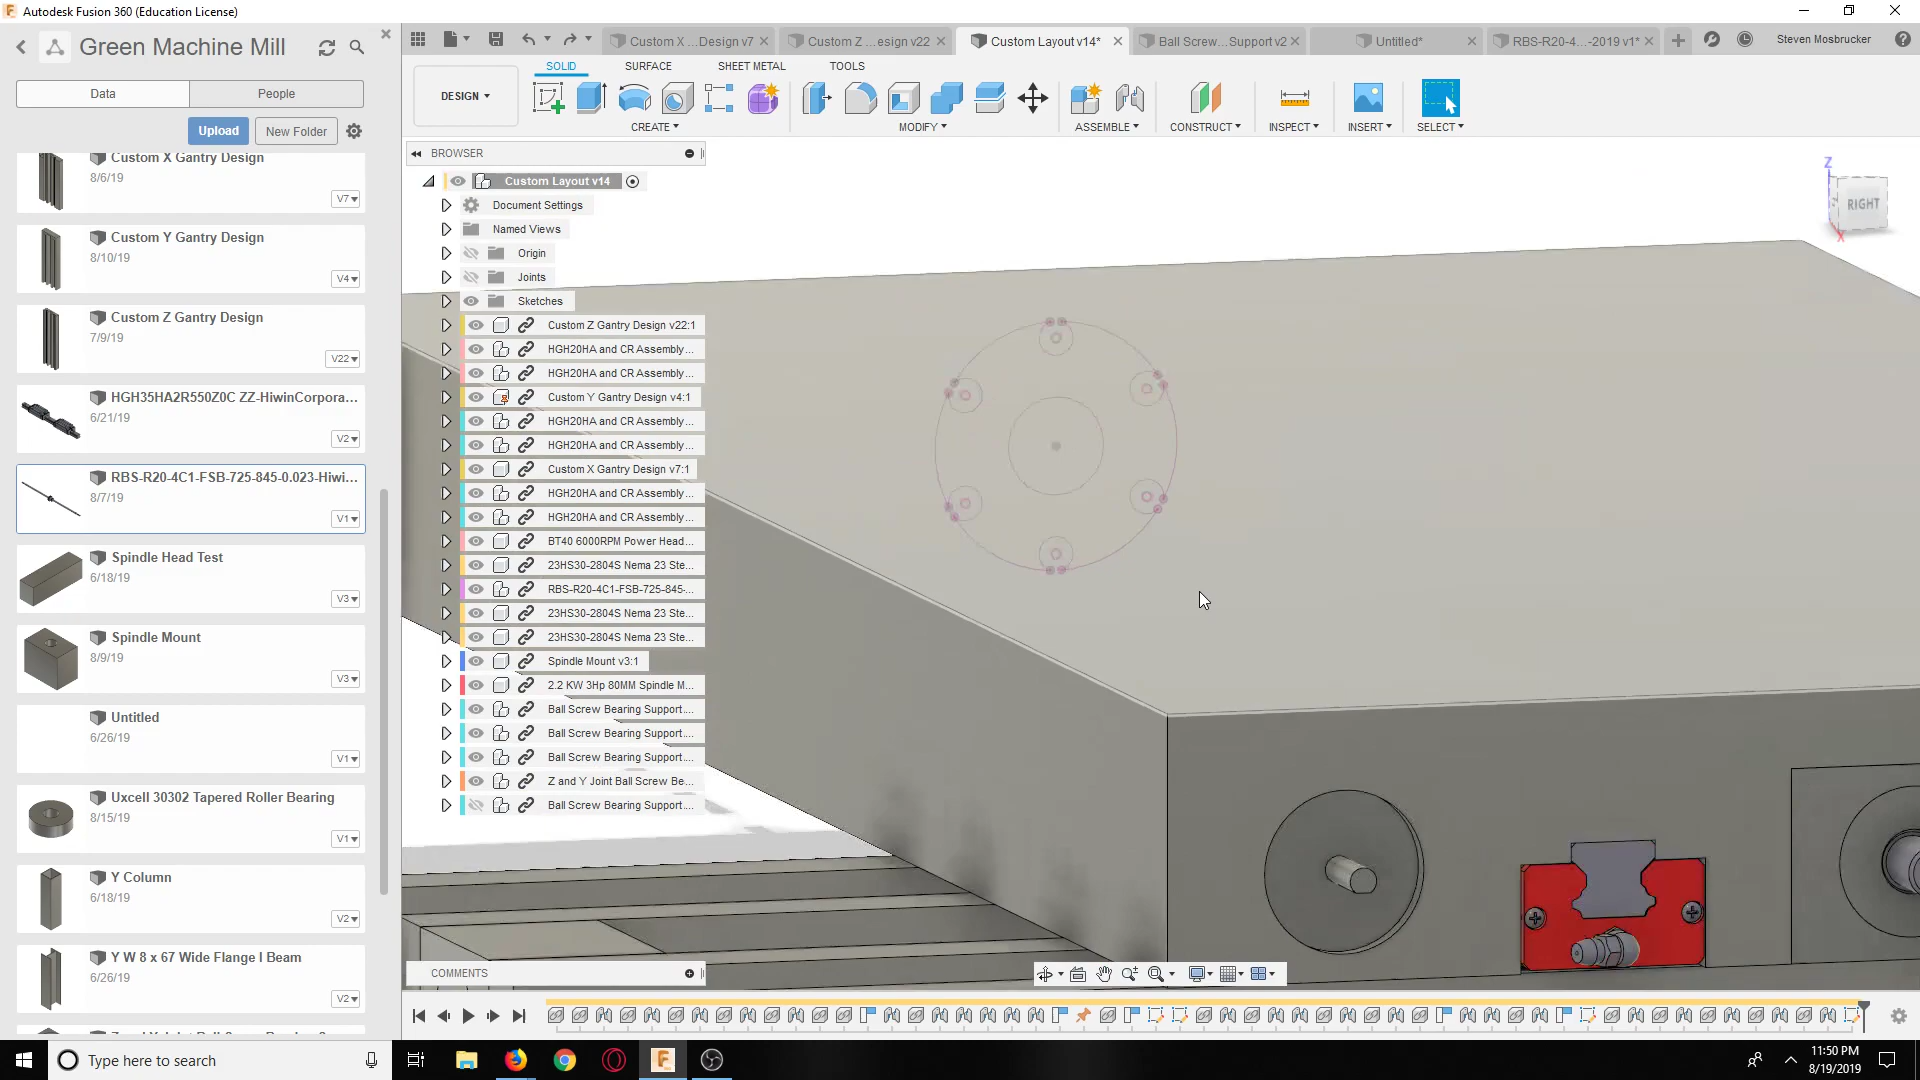 Autodesk Fusion 360 (Education License)
Green Machine Mill
Custom X ...Design v7
Custom Z ...esign v22
Custom Layout v14*
Ball Screw...Support v2
Untitled*
RBS-R20-4...-2019 v1*
Steven Mosbrucker
Data
People
Upload
New Folder
SOLID
SURFACE
SHEET METAL
TOOLS
DESIGN
CREATE
MODIFY
ASSEMBLE
CONSTRUCT
INSPECT
INSERT
SELECT
Custom X Gantry Design
8/6/19
V7
Custom Y Gantry Design
8/10/19
V4
Custom Z Gantry Design
7/9/19
V22
HGH35HA2R550Z0C ZZ-HiwinCorpora...
6/21/19
V2
RBS-R20-4C1-FSB-725-845-0.023-Hiwi...
8/7/19
V1
Spindle Head Test
6/18/19
V3
Spindle Mount
8/9/19
V3
Untitled
6/26/19
V1
Uxcell 30302 Tapered Roller Bearing
8/15/19
V1
Y Column
6/18/19
V2
Y W 8 x 67 Wide Flange I Beam
6/26/19
V2
BROWSER
Custom Layout v14
Document Settings
Named Views
Origin
Joints
Sketches
Custom Z Gantry Design v22:1
HGH20HA and CR Assembly...
HGH20HA and CR Assembly...
Custom Y Gantry Design v4:1
HGH20HA and CR Assembly...
HGH20HA and CR Assembly...
Custom X Gantry Design v7:1
HGH20HA and CR Assembly...
HGH20HA and CR Assembly...
BT40 6000RPM Power Head...
23HS30-2804S Nema 23 Ste...
RBS-R20-4C1-FSB-725-845-...
23HS30-2804S Nema 23 Ste...
23HS30-2804S Nema 23 Ste...
Spindle Mount v3:1
2.2 KW 3Hp 80MM Spindle M...
Ball Screw Bearing Support....
Ball Screw Bearing Support....
Ball Screw Bearing Support....
Z and Y Joint Ball Screw Be...
Ball Screw Bearing Support....
COMMENTS
Z
RIGHT
X
Type here to search
11:50 PM
8/19/2019